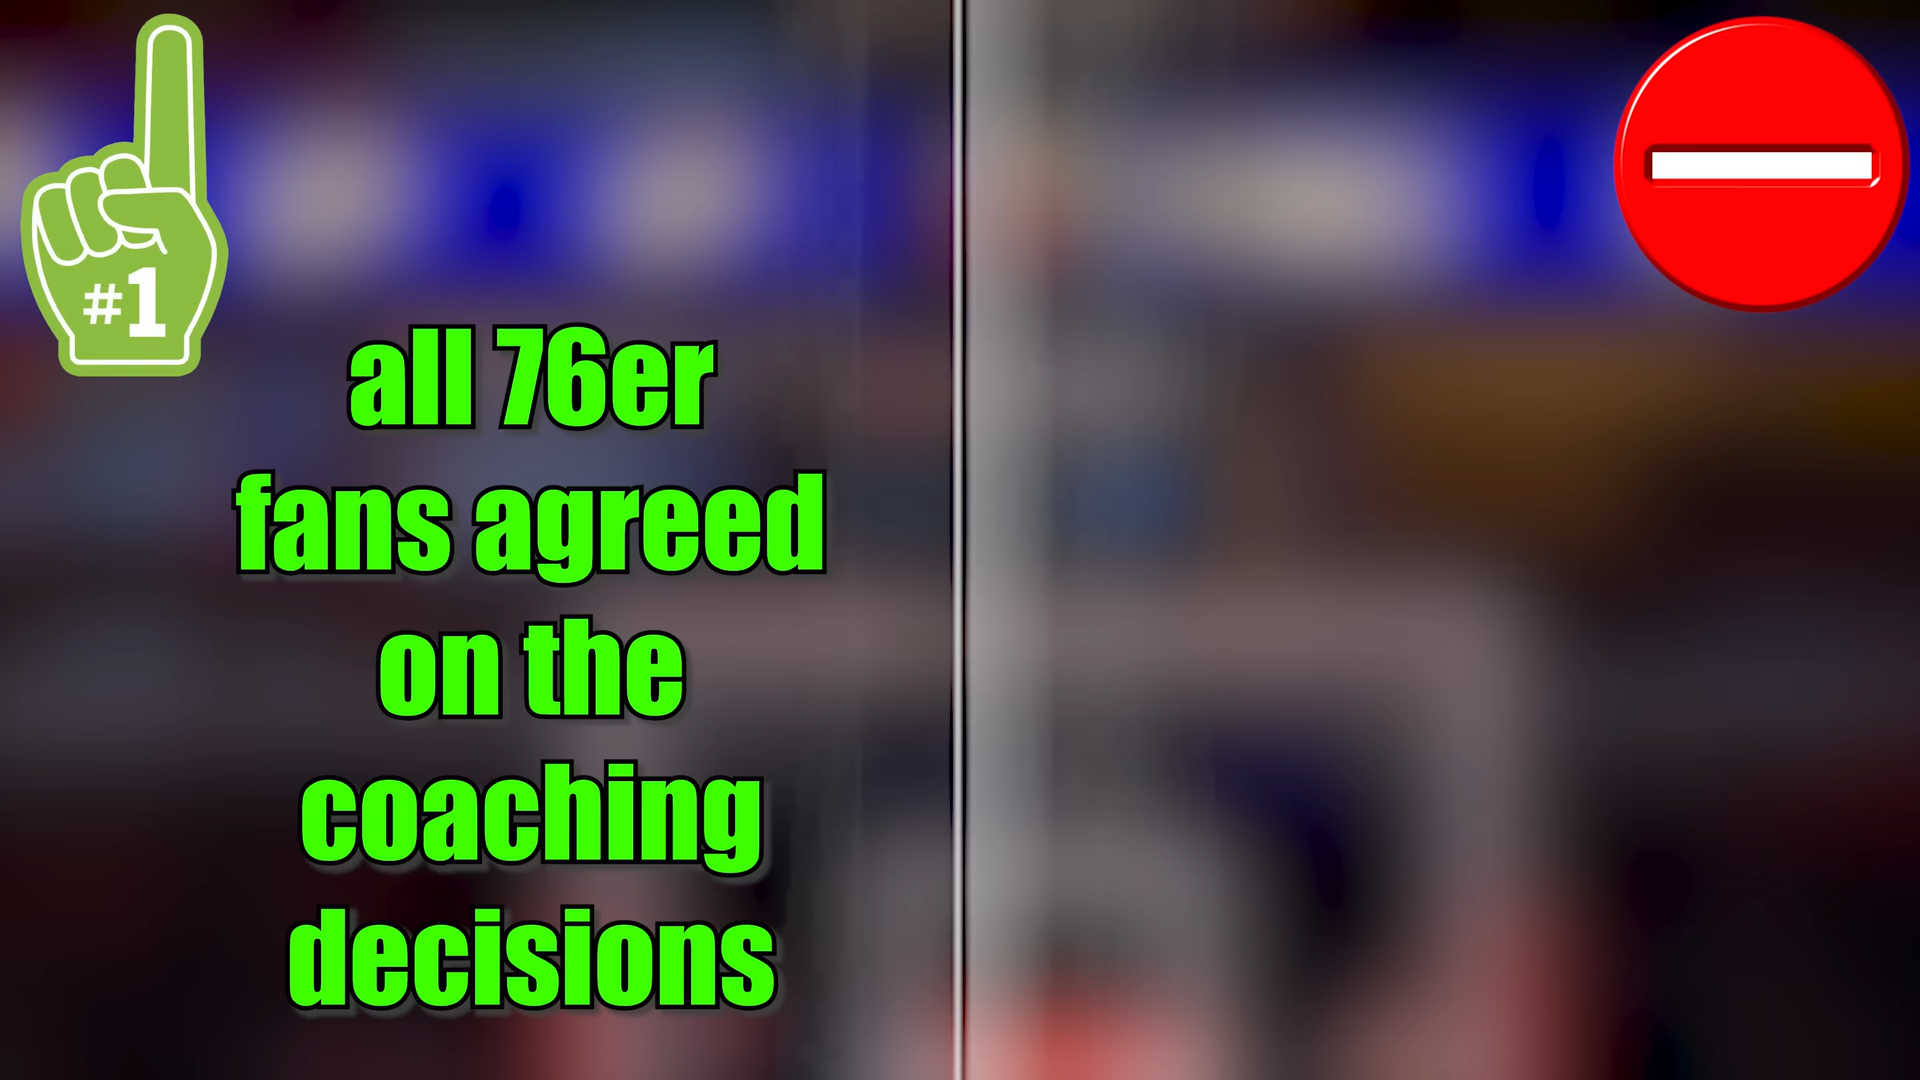 #1
all 76er
fans agreed
on the
coaching
decisions